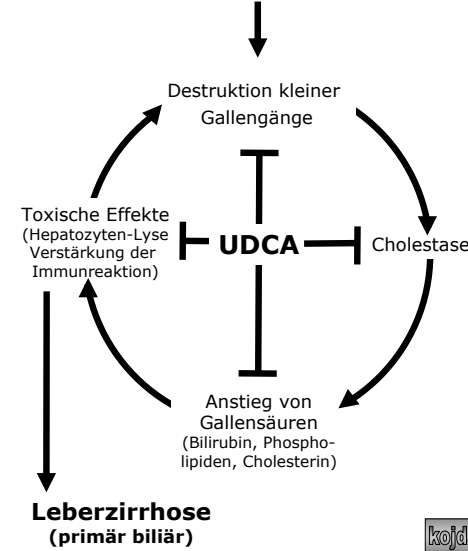 Destruktion kleiner
Gallengänge
Toxische Effekte
(Hepatozyten-Lyse
Verstärkung der
Immunreaktion)
UDCA
Cholestase
Anstieg von
Gallensäuren
(Bilirubin, Phospho-
lipiden, Cholesterin)
Leberzirrhose
(primär biliär)
kojd